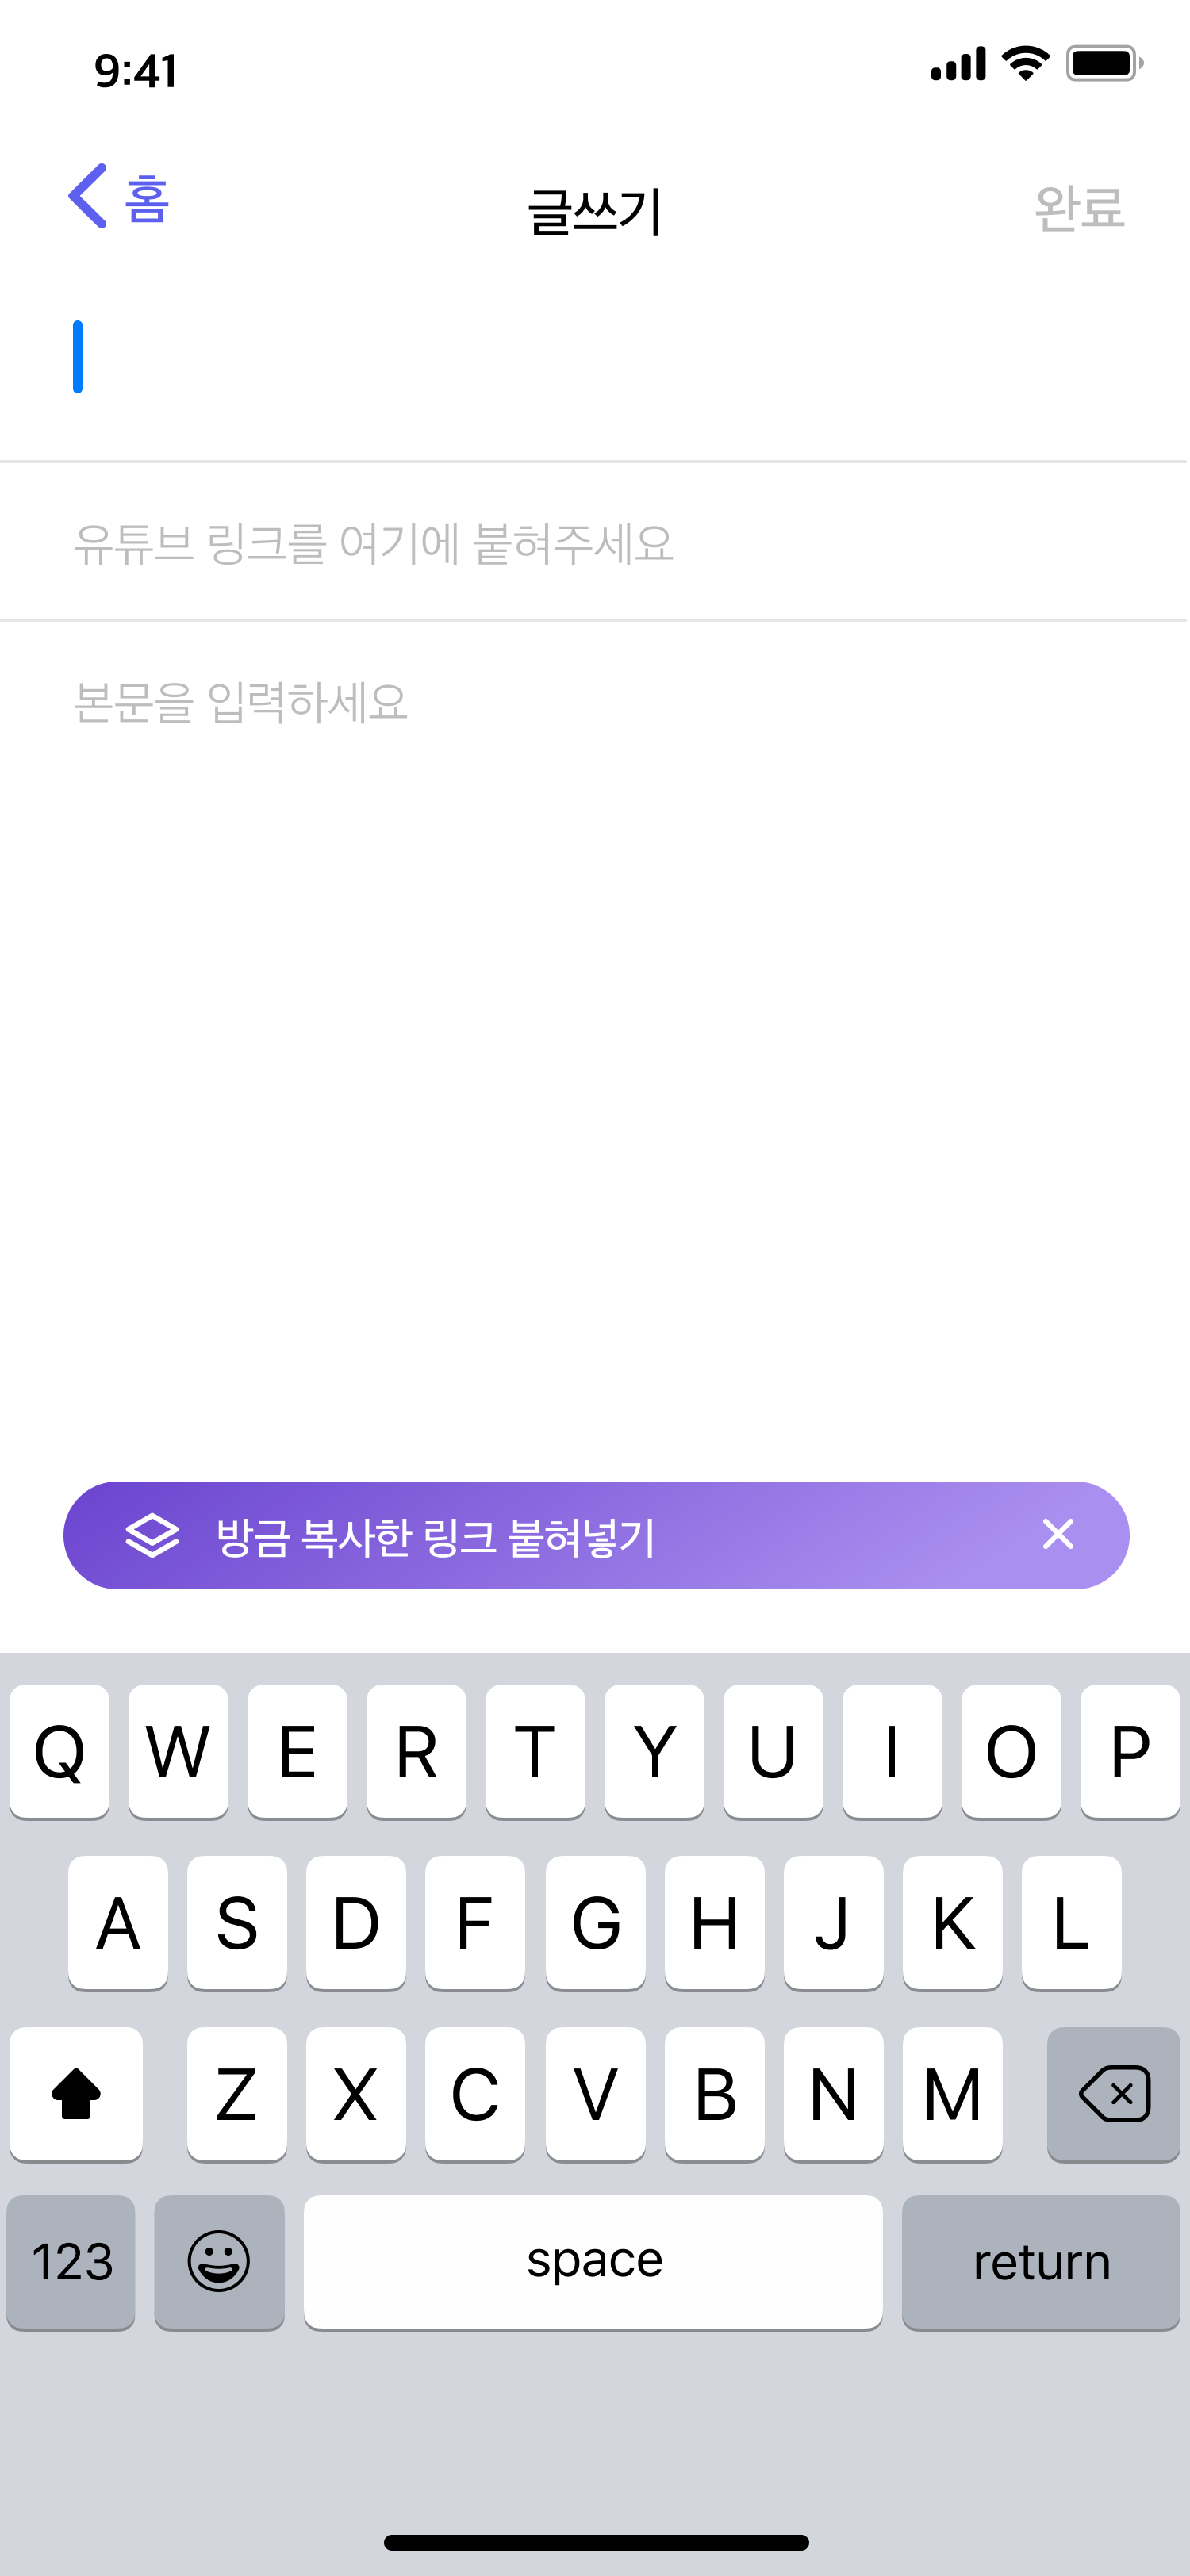 9:41
홈
글쓰기
완료
유튜브 링크를 여기에 붙혀주세요
본문을 입력하세요
방금 복사한 링크 붙혀넣기
Q W E R T Y U I O P
A S D F G H J K L
Z X C V B N M
123 space return